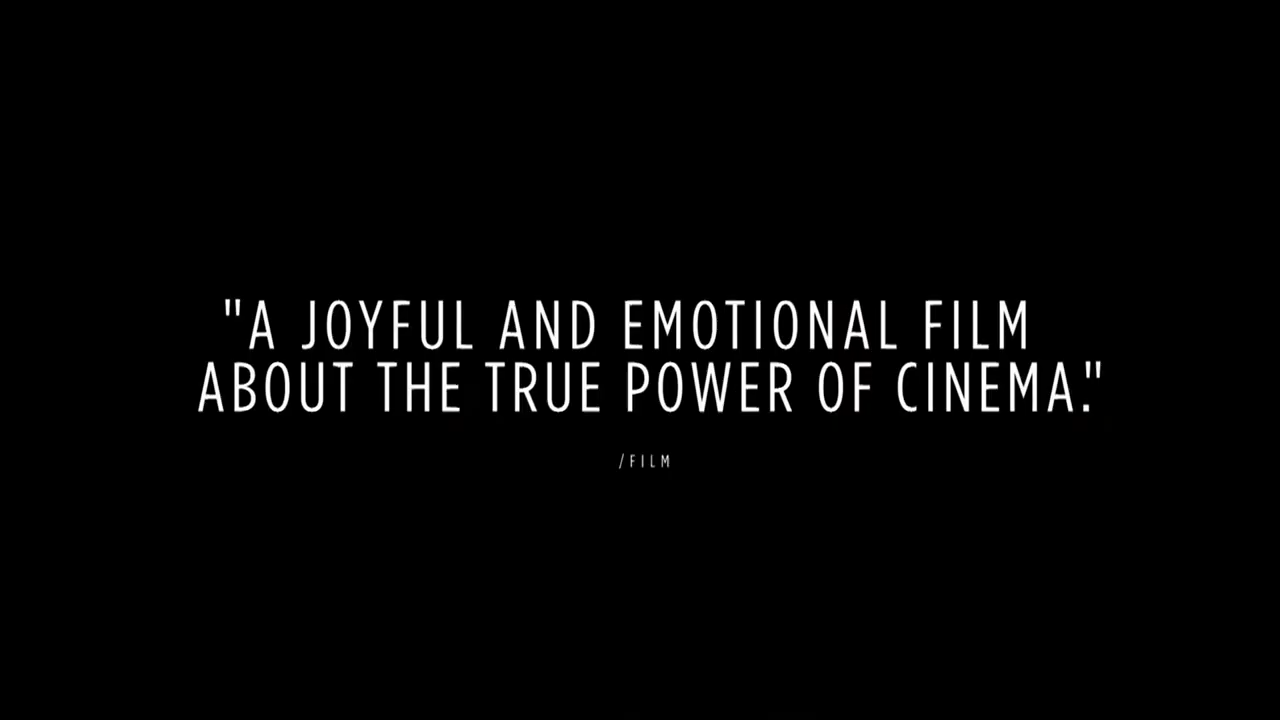 "A JOYFUL AND EMOTIONAL FILM
ABOUT THE TRUE POWER OF CINEMA."
/FILM